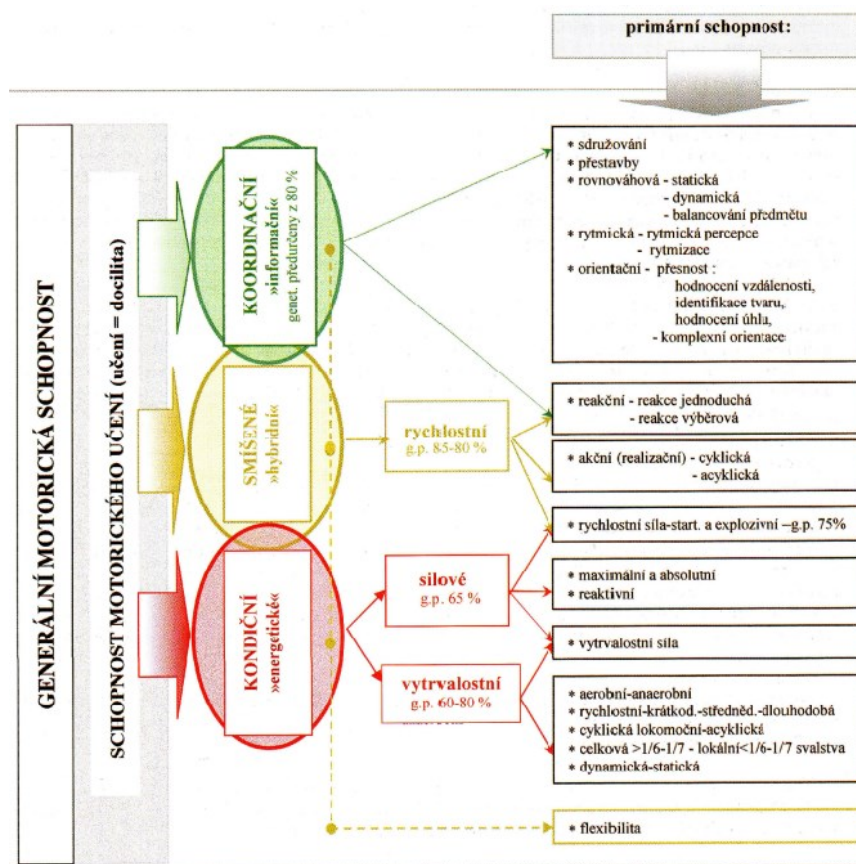 primární schopnost:
GENERÁLNÍ MOTORICKÁ SCHOPNOST
SCHOPNOST MOTORICKÉHO UČENÍ (učení = docilita)
KOORDINAČNÍ
»informační«
genet. předurčeny z 80 %
SMÍŠENÉ
»hybridní«
KONDIČNÍ
»energetické«
rychlostní
g.p. 85-80 %
silové
g.p. 65 %
vytrvalostní
g.p. 60-80 %
* sdružování
* přestavby
* rovnováhová - statická
- dynamická
- balancování předmětu
* rytmická - rytmická percepce
- rytmizace
* orientační - přesnost :
hodnocení vzdálenosti,
identifikace tvaru,
hodnocení úhlu,
- komplexní orientace
* reakční - reakce jednoduchá
- reakce výběrová
* akční (realizační) - cyklická
- acyklická
* rychlostní síla-start. a explozivní –g.p. 75%
* maximální a absolutní
* reaktivní
* vytrvalostní síla
* aerobní-anaerobní
* rychlostní-krátkod.-středněd.-dlouhodobá
* cyklická lokomoční-acyklická
* celková >1/6-1/7 - lokální<1/6-1/7 svalstva
* dynamická-statická
* flexibilita